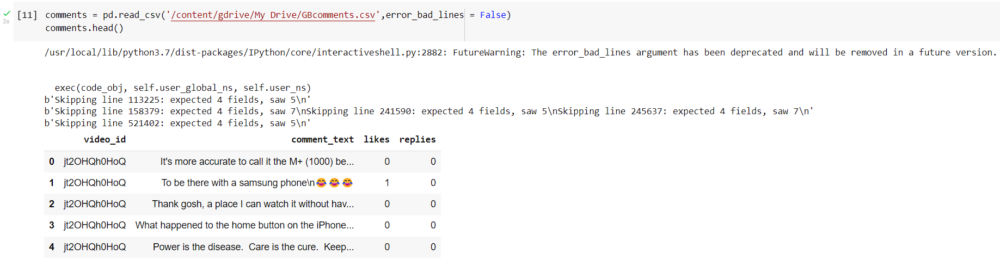 [11] comments = pd.read_csv('/content/gdrive/My Drive/GBcomments.csv',error_bad_lines = False)
comments.head()
2s
/usr/local/lib/python3.7/dist-packages/IPython/core/interactiveshell.py:2882: FutureWarning: The error_bad_lines argument has been deprecated and will be removed in a future version.
exec(code_obj, self.user_global_ns, self.user_ns)
b'Skipping line 113225: expected 4 fields, saw 5\n'
b'Skipping line 158379: expected 4 fields, saw 7\nSkipping line 241590: expected 4 fields, saw 5\nSkipping line 245637: expected 4 fields, saw 7\n'
b'Skipping line 521402: expected 4 fields, saw 5\n'
video_id comment_text likes replies
0 jt2OHQh0HoQ It's more accurate to call it the M+ (1000) be... 0 0
1 jt2OHQh0HoQ To be there with a samsung phone\n😂😂😂 1 0
2 jt2OHQh0HoQ Thank gosh, a place I can watch it without hav... 0 0
3 jt2OHQh0HoQ What happened to the home button on the iPhone... 0 0
4 jt2OHQh0HoQ Power is the disease.  Care is the cure.  Keep... 0 0